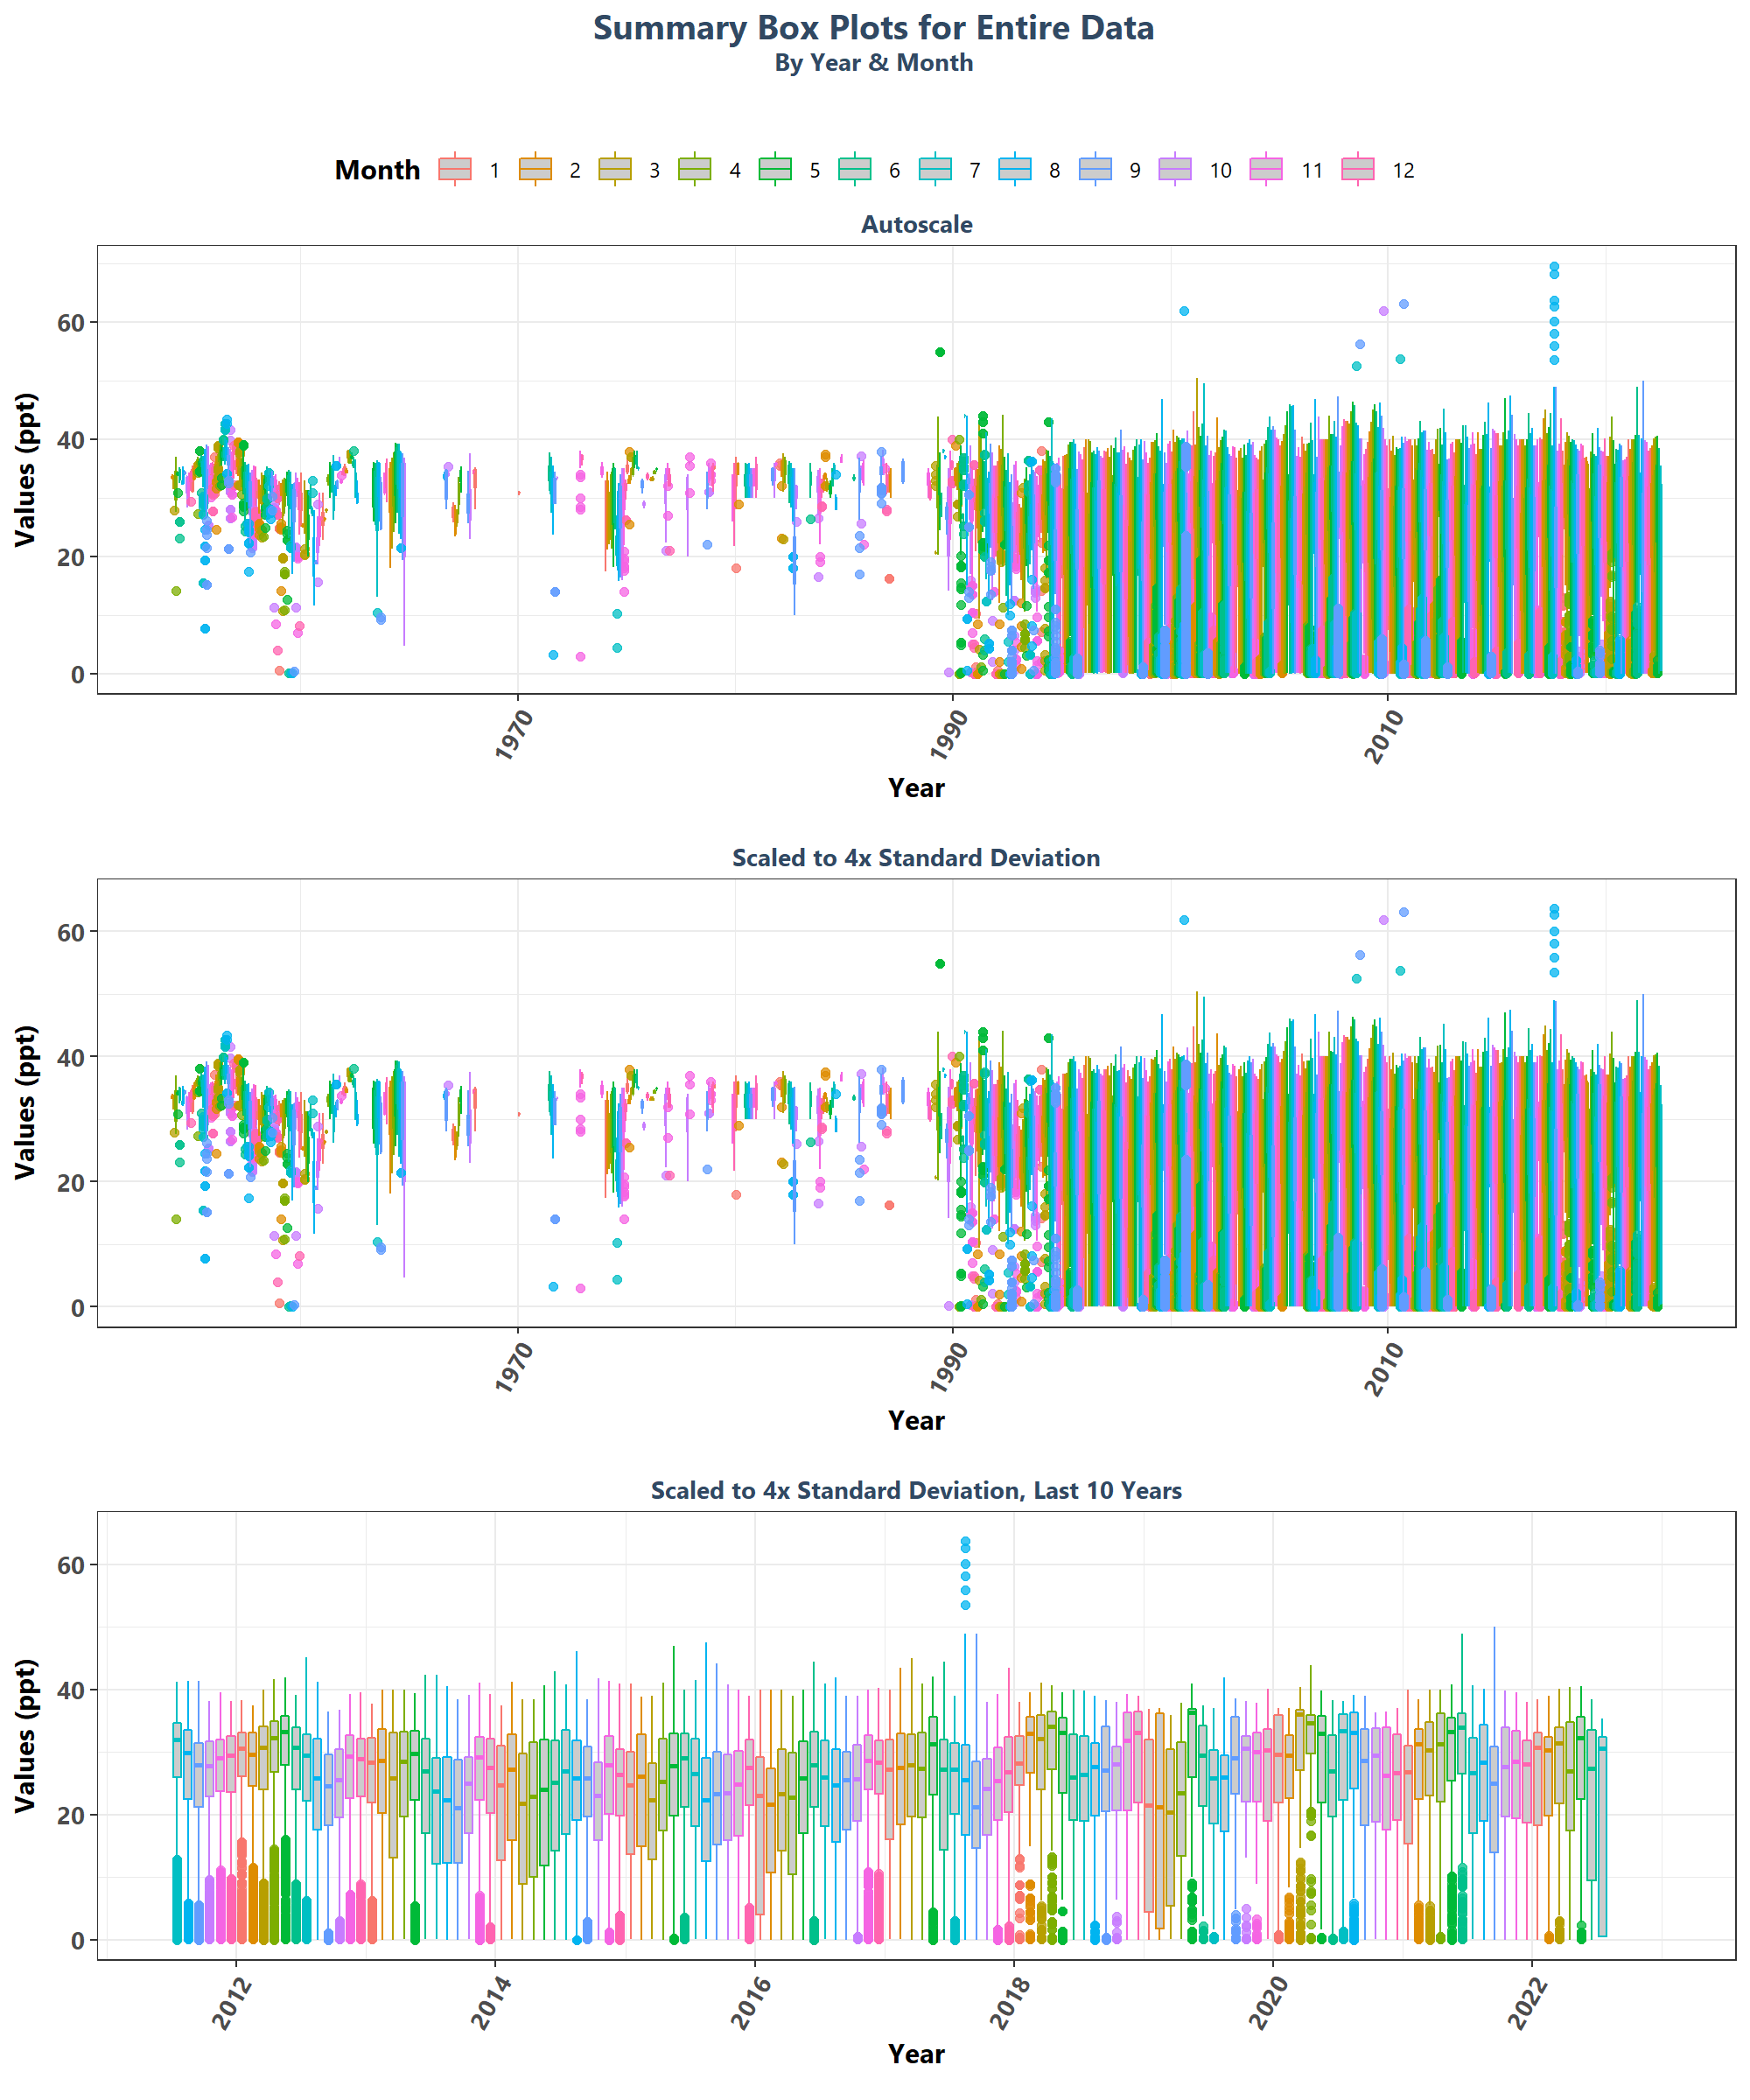 Summary Box Plots for Entire Data
By Year & Month
Month 1 2 3 4 5 6 7 8 9 10 11 12
Autoscale
Values (ppt)
60
40
20
0
1970 1990 2010
Year
Scaled to 4x Standard Deviation
Values (ppt)
60
40
20
0
1970 1990 2010
Year
Scaled to 4x Standard Deviation, Last 10 Years
Values (ppt)
60
40
20
0
2012 2014 2016 2018 2020 2022
Year